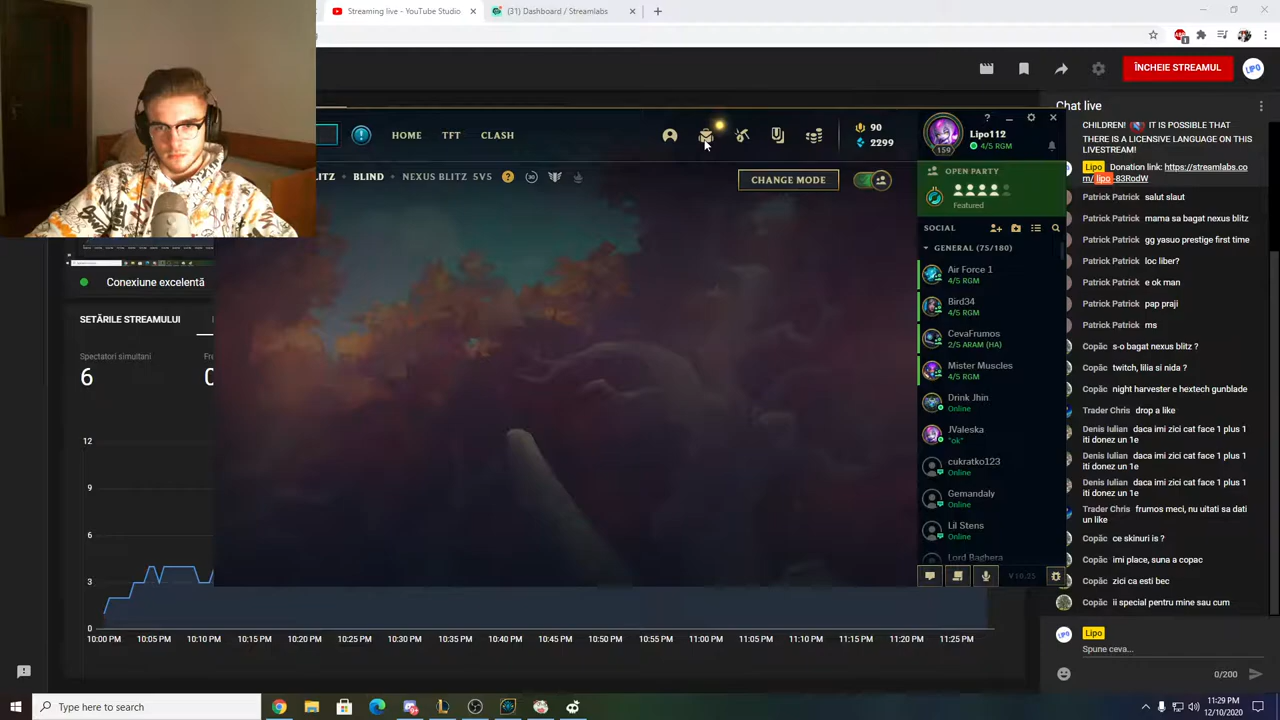 Streaming live - YouTube Studio
(31) Dashboard / Streamlabs
1
ÎNCHEIE STREAMUL
LIPO
HOME TFT CLASH
90
2299
LITZ • BLIND • NEXUS BLITZ 5V5
30
CHANGE MODE
159
Lipo112
4/5 RGM
OPEN PARTY
Featured
SOCIAL
GENERAL (75/180)
Air Force 1
4/5 RGM
Bird34
4/5 RGM
CevaFrumos
2/5 ARAM (HA)
Mister Muscles
4/5 RGM
Drink Jhin
Online
JValeska
"ok"
cukratko123
Online
Gemandaly
Online
Lil Stens
Online
Lord Baghera
V10.25
Chat live
CHILDREN! IT IS POSSIBLE THAT
THERE IS A LICENSIVE LANGUAGE ON THIS
LIVESTREAM!
Lipo Donation link: https://streamlabs.co
m/lipo-83RodW
Patrick Patrick salut slaut
Patrick Patrick mama sa bagat nexus blitz
Patrick Patrick gg yasuo prestige first time
Patrick Patrick loc liber?
Patrick Patrick e ok man
Patrick Patrick pap praji
Patrick Patrick ms
Copăc s-o bagat nexus blitz ?
Copăc twitch, lilia si nida ?
Copăc night harvester e hextech gunblade
Trader Chris drop a like
Denis Iulian daca imi zici cat face 1 plus 1
iti donez un 1e
Denis Iulian daca imi zici cat face 1 plus 1
iti donez un 1e
Denis Iulian daca imi zici cat face 1 plus 1
iti donez un 1e
Trader Chris frumos meci, nu uitati sa dati
un like
Copăc ce skinuri is ?
Copăc imi place, suna a copac
Copăc zici ca esti becc
Copăc ii special pentru mine sau cum
Lipo
Spune ceva...
0/200
Conexiune excelentă
SETĂRILE STREAMULUI
Spectatori simultani
Fre
6
0
12
9
6
3
0
10:00 PM 10:05 PM 10:10 PM 10:15 PM 10:20 PM 10:25 PM 10:30 PM 10:35 PM 10:40 PM 10:45 PM 10:50 PM 10:55 PM 11:00 PM 11:05 PM 11:10 PM 11:15 PM 11:20 PM 11:25 PM
Type here to search
11:29 PM
12/10/2020